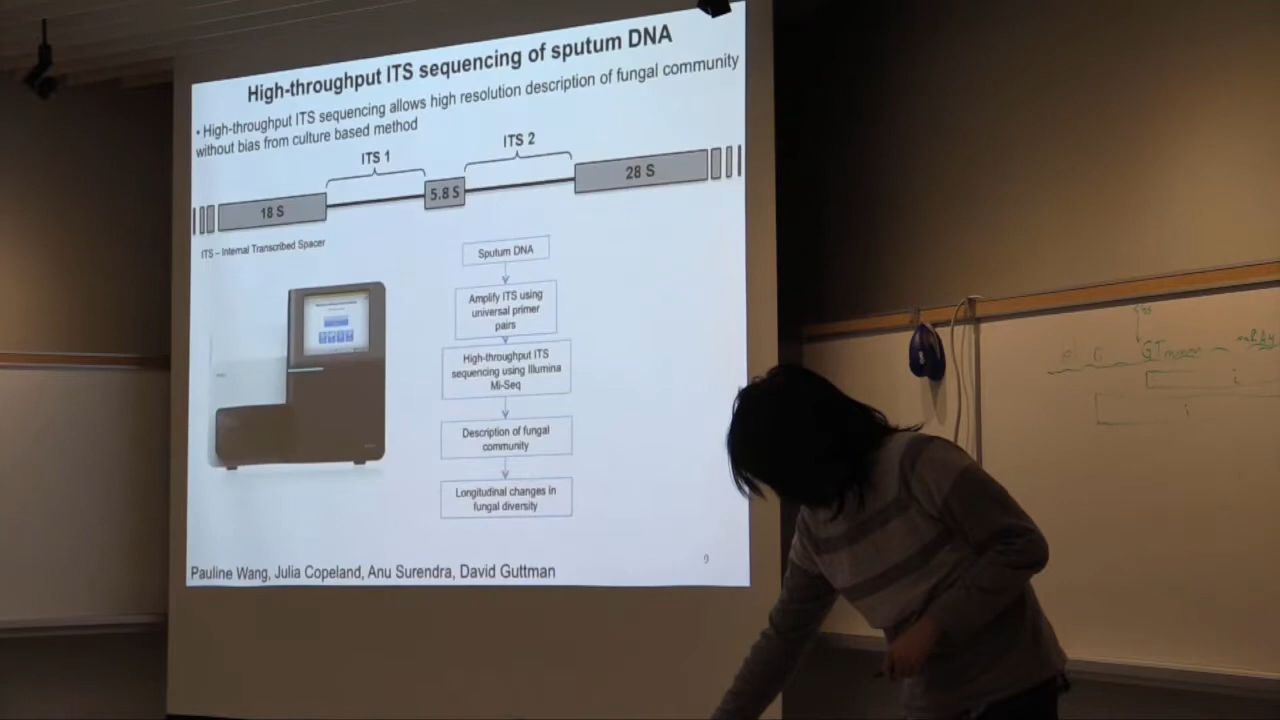 High-throughput ITS sequencing of sputum DNA
• High-throughput ITS sequencing allows high resolution description of fungal community
without bias from culture based method
ITS 1
ITS 2
18 S
5.8 S
28 S
ITS – Internal Transcribed Spacer
Sputum DNA
Amplify ITS using
universal primer
pairs
High-throughput ITS
sequencing using Illumina
Mi-Seq
Description of fungal
community
Longitudinal changes in
fungal diversity
Pauline Wang, Julia Copeland, Anu Surendra, David Guttman
9